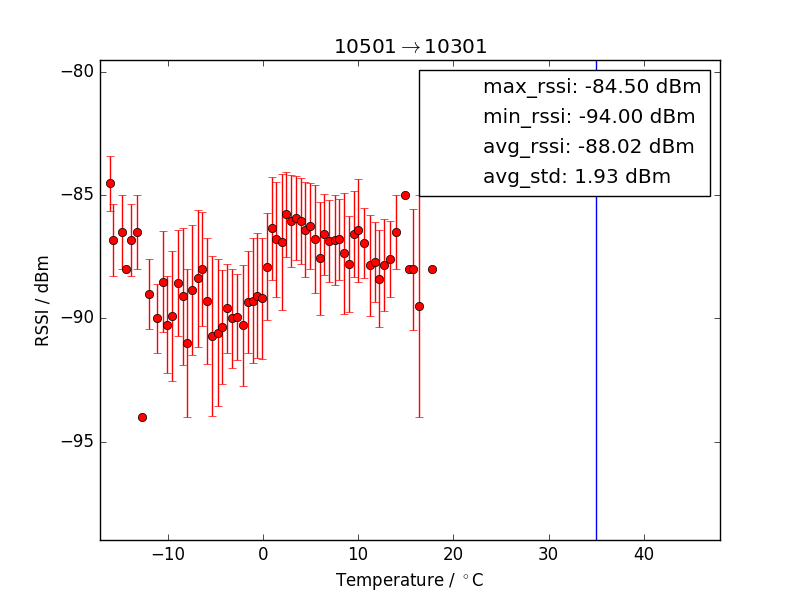 10501→10301
max_rssi: -84.50 dBm
min_rssi: -94.00 dBm
avg_rssi: -88.02 dBm
avg_std: 1.93 dBm
−80
−85
−90
−95
RSSI / dBm
−10 0 10 20 30 40
Temperature / °C